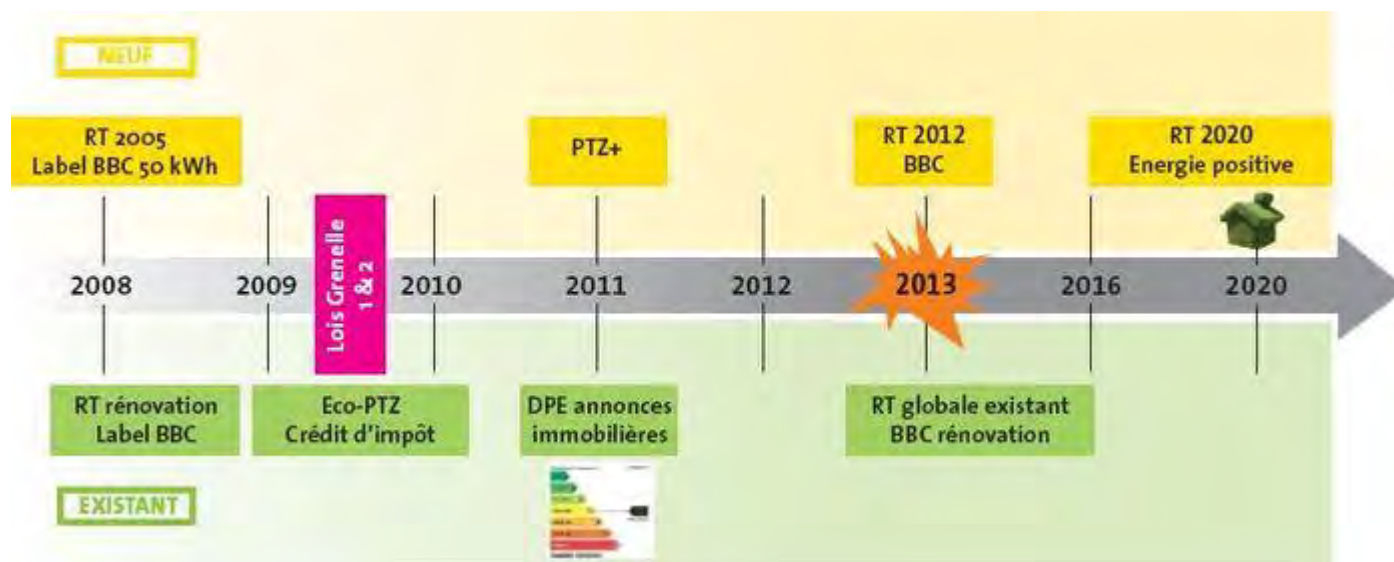 NEUF
RT 2005
Label BBC 50 kWh
PTZ+
RT 2012
BBC
RT 2020
Energie positive
2008
2009
Lois Grenelle
1 & 2
2010
2011
2012
2013
2016
2020
RT rénovation
Label BBC
Eco-PTZ
Crédit d'impôt
DPE annonces
immobilières
RT globale existant
BBC rénovation
EXISTANT